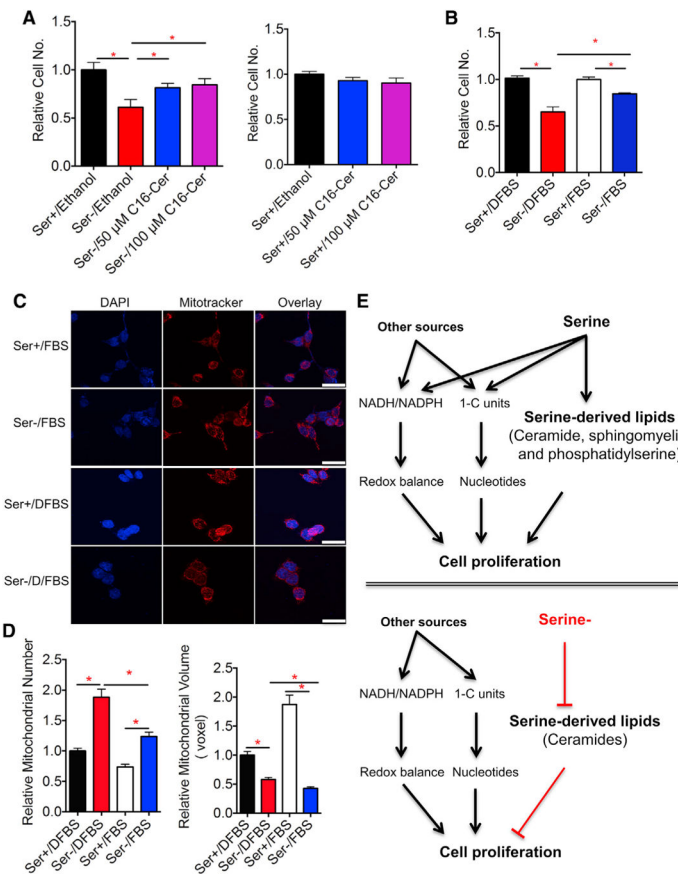 A
Relative Cell No.
1.5
1.0
0.5
0.0
*
*
*
Ser+/Ethanol
Ser-/Ethanol
Ser-/50 µM C16-Cer
Ser-/100 µM C16-Cer
Relative Cell No.
1.5
1.0
0.5
0.0
Ser+/Ethanol
Ser+/50 µM C16-Cer
Ser+/100 µM C16-Cer
B
Relative Cell No.
1.5
1.0
0.5
0.0
*
*
*
Ser+/DFBS
Ser-/DFBS
Ser+/FBS
Ser-/FBS
C
DAPI
Mitotracker
Overlay
Ser+/FBS
Ser-/FBS
Ser+/DFBS
Ser-/D/FBS
D
Relative Mitochondrial Number
2.0
1.5
1.0
0.5
0.0
*
*
*
Ser+/DFBS
Ser-/DFBS
Ser+/FBS
Ser-/FBS
Relative Mitochondrial Volume
( voxel)
2.5
2.0
1.5
1.0
0.5
0.0
*
*
*
Ser+/DFBS
Ser-/DFBS
Ser+/FBS
Ser-/FBS
E
Other sources
Serine
NADH/NADPH
1-C units
Serine-derived lipids
(Ceramide, sphingomyeli
and phosphatidylserine)
Redox balance
Nucleotides
Cell proliferation
Other sources
Serine-
NADH/NADPH
1-C units
Serine-derived lipids
(Ceramides)
Redox balance
Nucleotides
Cell proliferation